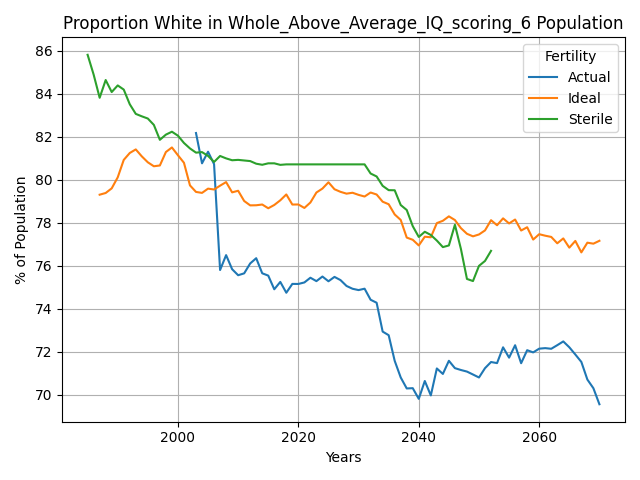 Proportion White in Whole_Above_Average_IQ_scoring_6 Population
Fertility
Actual
Ideal
Sterile
% of Population
86
84
82
80
78
76
74
72
70
2000
2020
2040
2060
Years